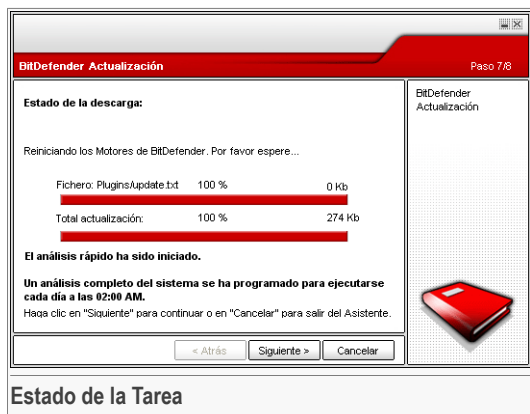 BitDefender Actualización
Paso 7/8
Estado de la descarga:
BitDefender
Actualización
Reiniciando los Motores de BitDefender. Por favor espere...
Fichero: Plugins/update.txt 100 % 0 Kb
Total actualización: 100 % 274 Kb
El análisis rápido ha sido iniciado.
Un análisis completo del sistema se ha programado para ejecutarse
cada día a las 02:00 AM.
Haga clic en "Siguiente" para continuar o en "Cancelar" para salir del Asistente.
< Atrás Siguiente > Cancelar
Estado de la Tarea